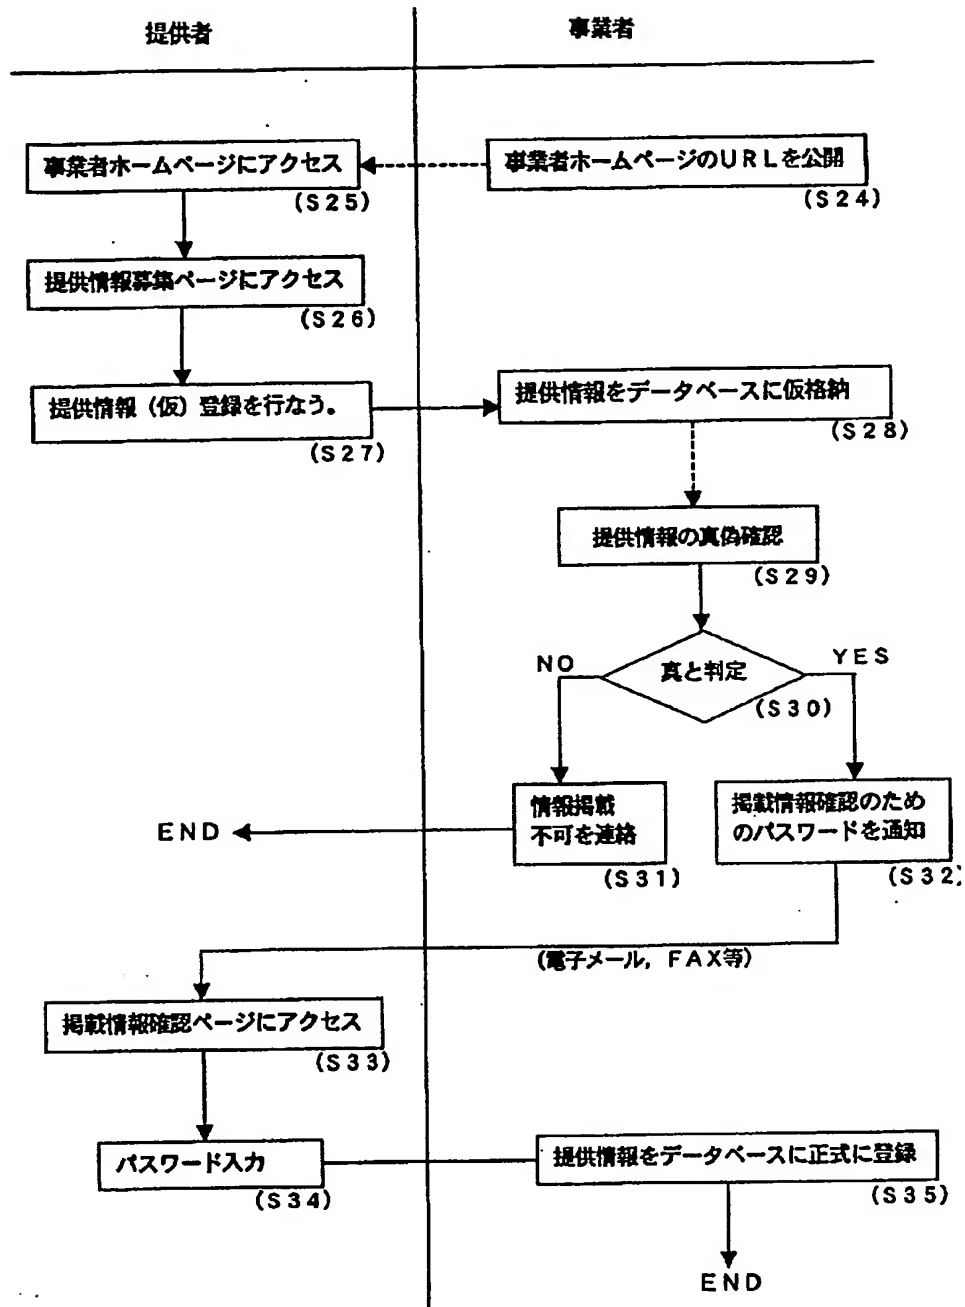 提供者
事業者
事業者ホームページにアクセス
事業者ホームページのＵＲＬを公開
(Ｓ２５)
(Ｓ２４)
提供情報募集ページにアクセス
(Ｓ２６)
提供情報（仮）登録を行なう。
提供情報をデータベースに仮格納
(Ｓ２７)
(Ｓ２８)
提供情報の真偽確認
(Ｓ２９)
ＮＯ
真と判定
ＹＥＳ
(Ｓ３０)
情報掲載
不可を連絡
掲載情報確認のため
のパスワードを通知
ＥＮＤ
(Ｓ３１)
(Ｓ３２)
(電子メール，ＦＡＸ等)
掲載情報確認ページにアクセス
(Ｓ３３)
パスワード入力
提供情報をデータベースに正式に登録
(Ｓ３４)
(Ｓ３５)
ＥＮＤ